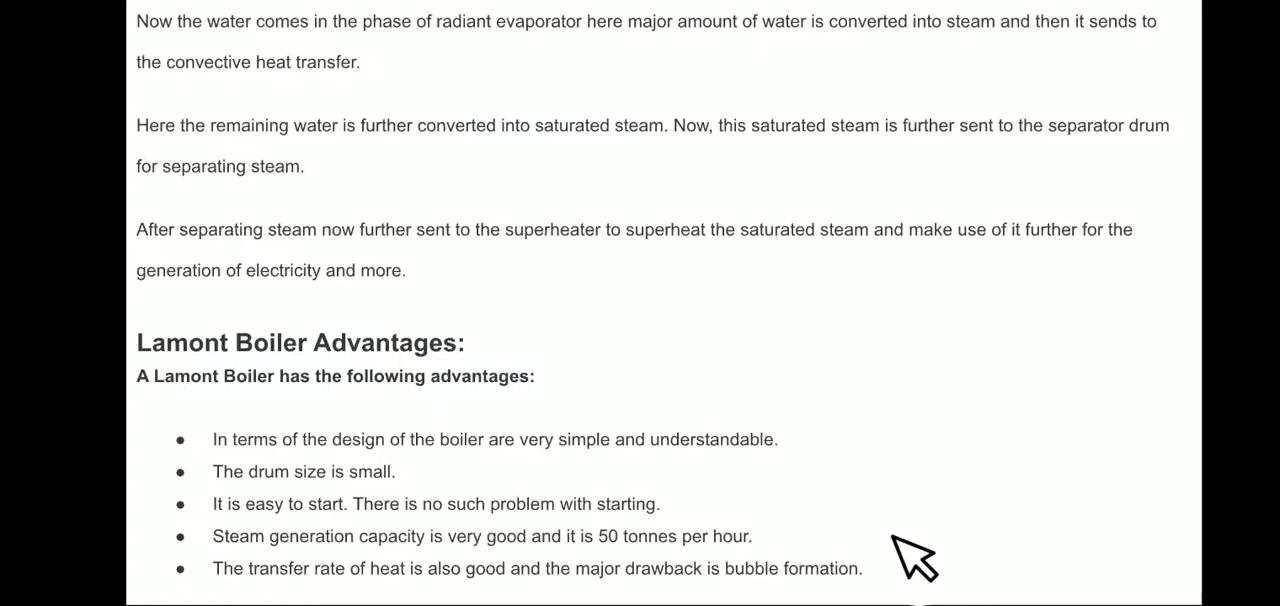 Now the water comes in the phase of radiant evaporator here major amount of water is converted into steam and then it sends to
the convective heat transfer.
Here the remaining water is further converted into saturated steam. Now, this saturated steam is further sent to the separator drum
for separating steam.
After separating steam now further sent to the superheater to superheat the saturated steam and make use of it further for the
generation of electricity and more.
Lamont Boiler Advantages:
A Lamont Boiler has the following advantages:
● In terms of the design of the boiler are very simple and understandable.
● The drum size is small.
● It is easy to start. There is no such problem with starting.
● Steam generation capacity is very good and it is 50 tonnes per hour.
● The transfer rate of heat is also good and the major drawback is bubble formation.